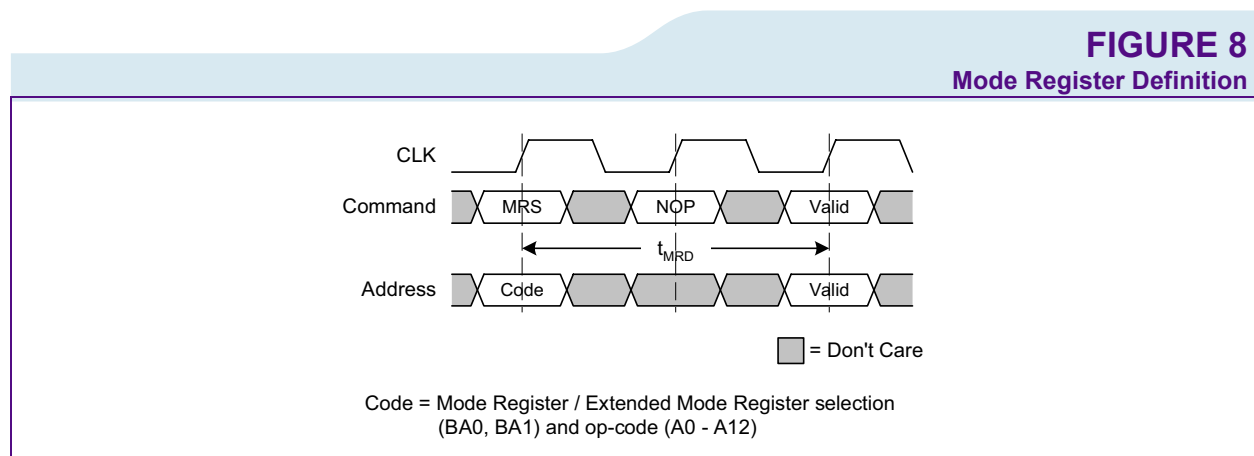 FIGURE 8
Mode Register Definition
CLK
Command MRS NOP Valid
tMRD
Address Code Valid
= Don't Care
Code = Mode Register / Extended Mode Register selection
(BA0, BA1) and op-code (A0 - A12)